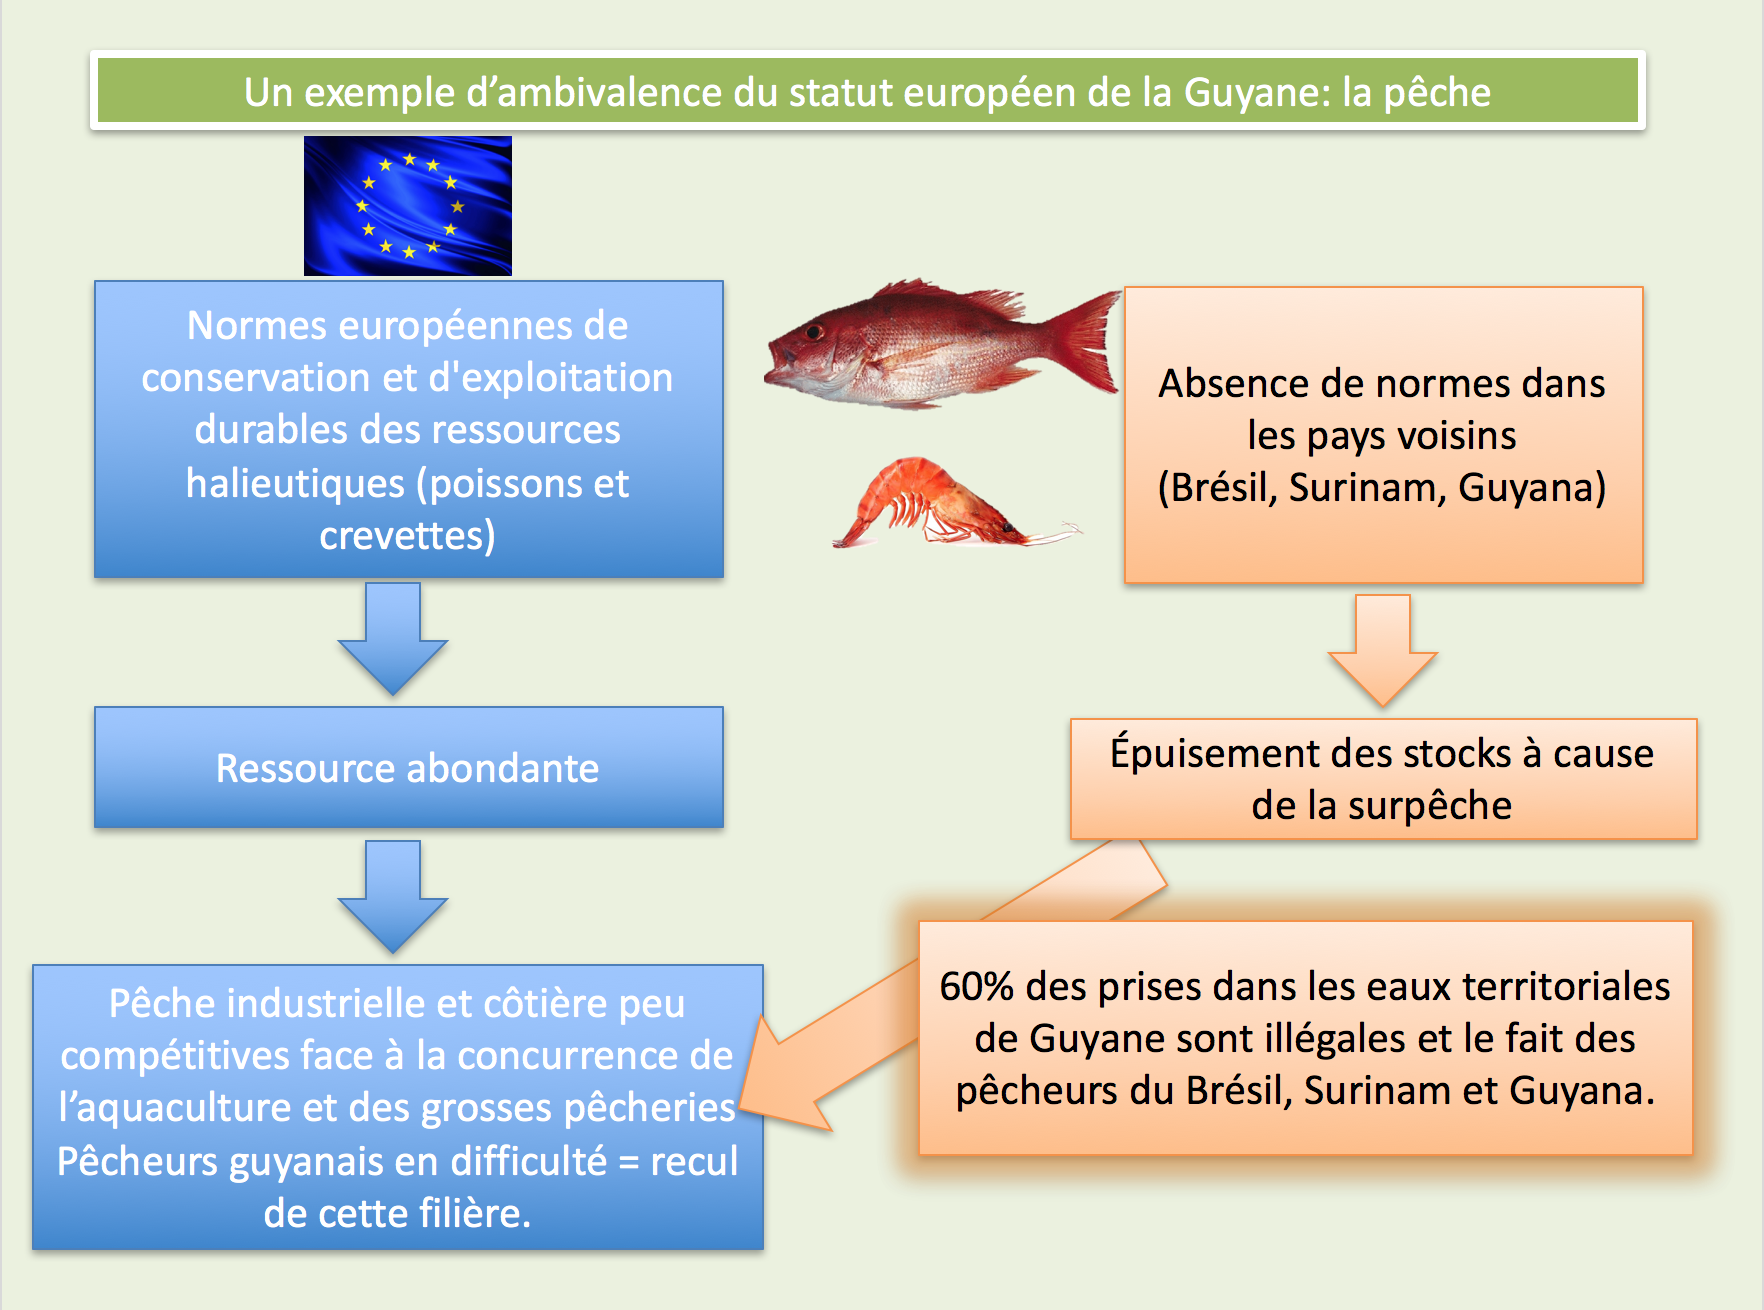 Un exemple d’ambivalence du statut européen de la Guyane: la pêche
Normes européennes de
conservation et d'exploitation
durables des ressources
halieutiques (poissons et
crevettes)
Absence de normes dans
les pays voisins
(Brésil, Surinam, Guyana)
Ressource abondante
Épuisement des stocks à cause
de la surpêche
Pêche industrielle et côtière peu
compétitives face à la concurrence de
l’aquaculture et des grosses pêcheries
Pêcheurs guyanais en difficulté = recul
de cette filière.
60% des prises dans les eaux territoriales
de Guyane sont illégales et le fait des
pêcheurs du Brésil, Surinam et Guyana.